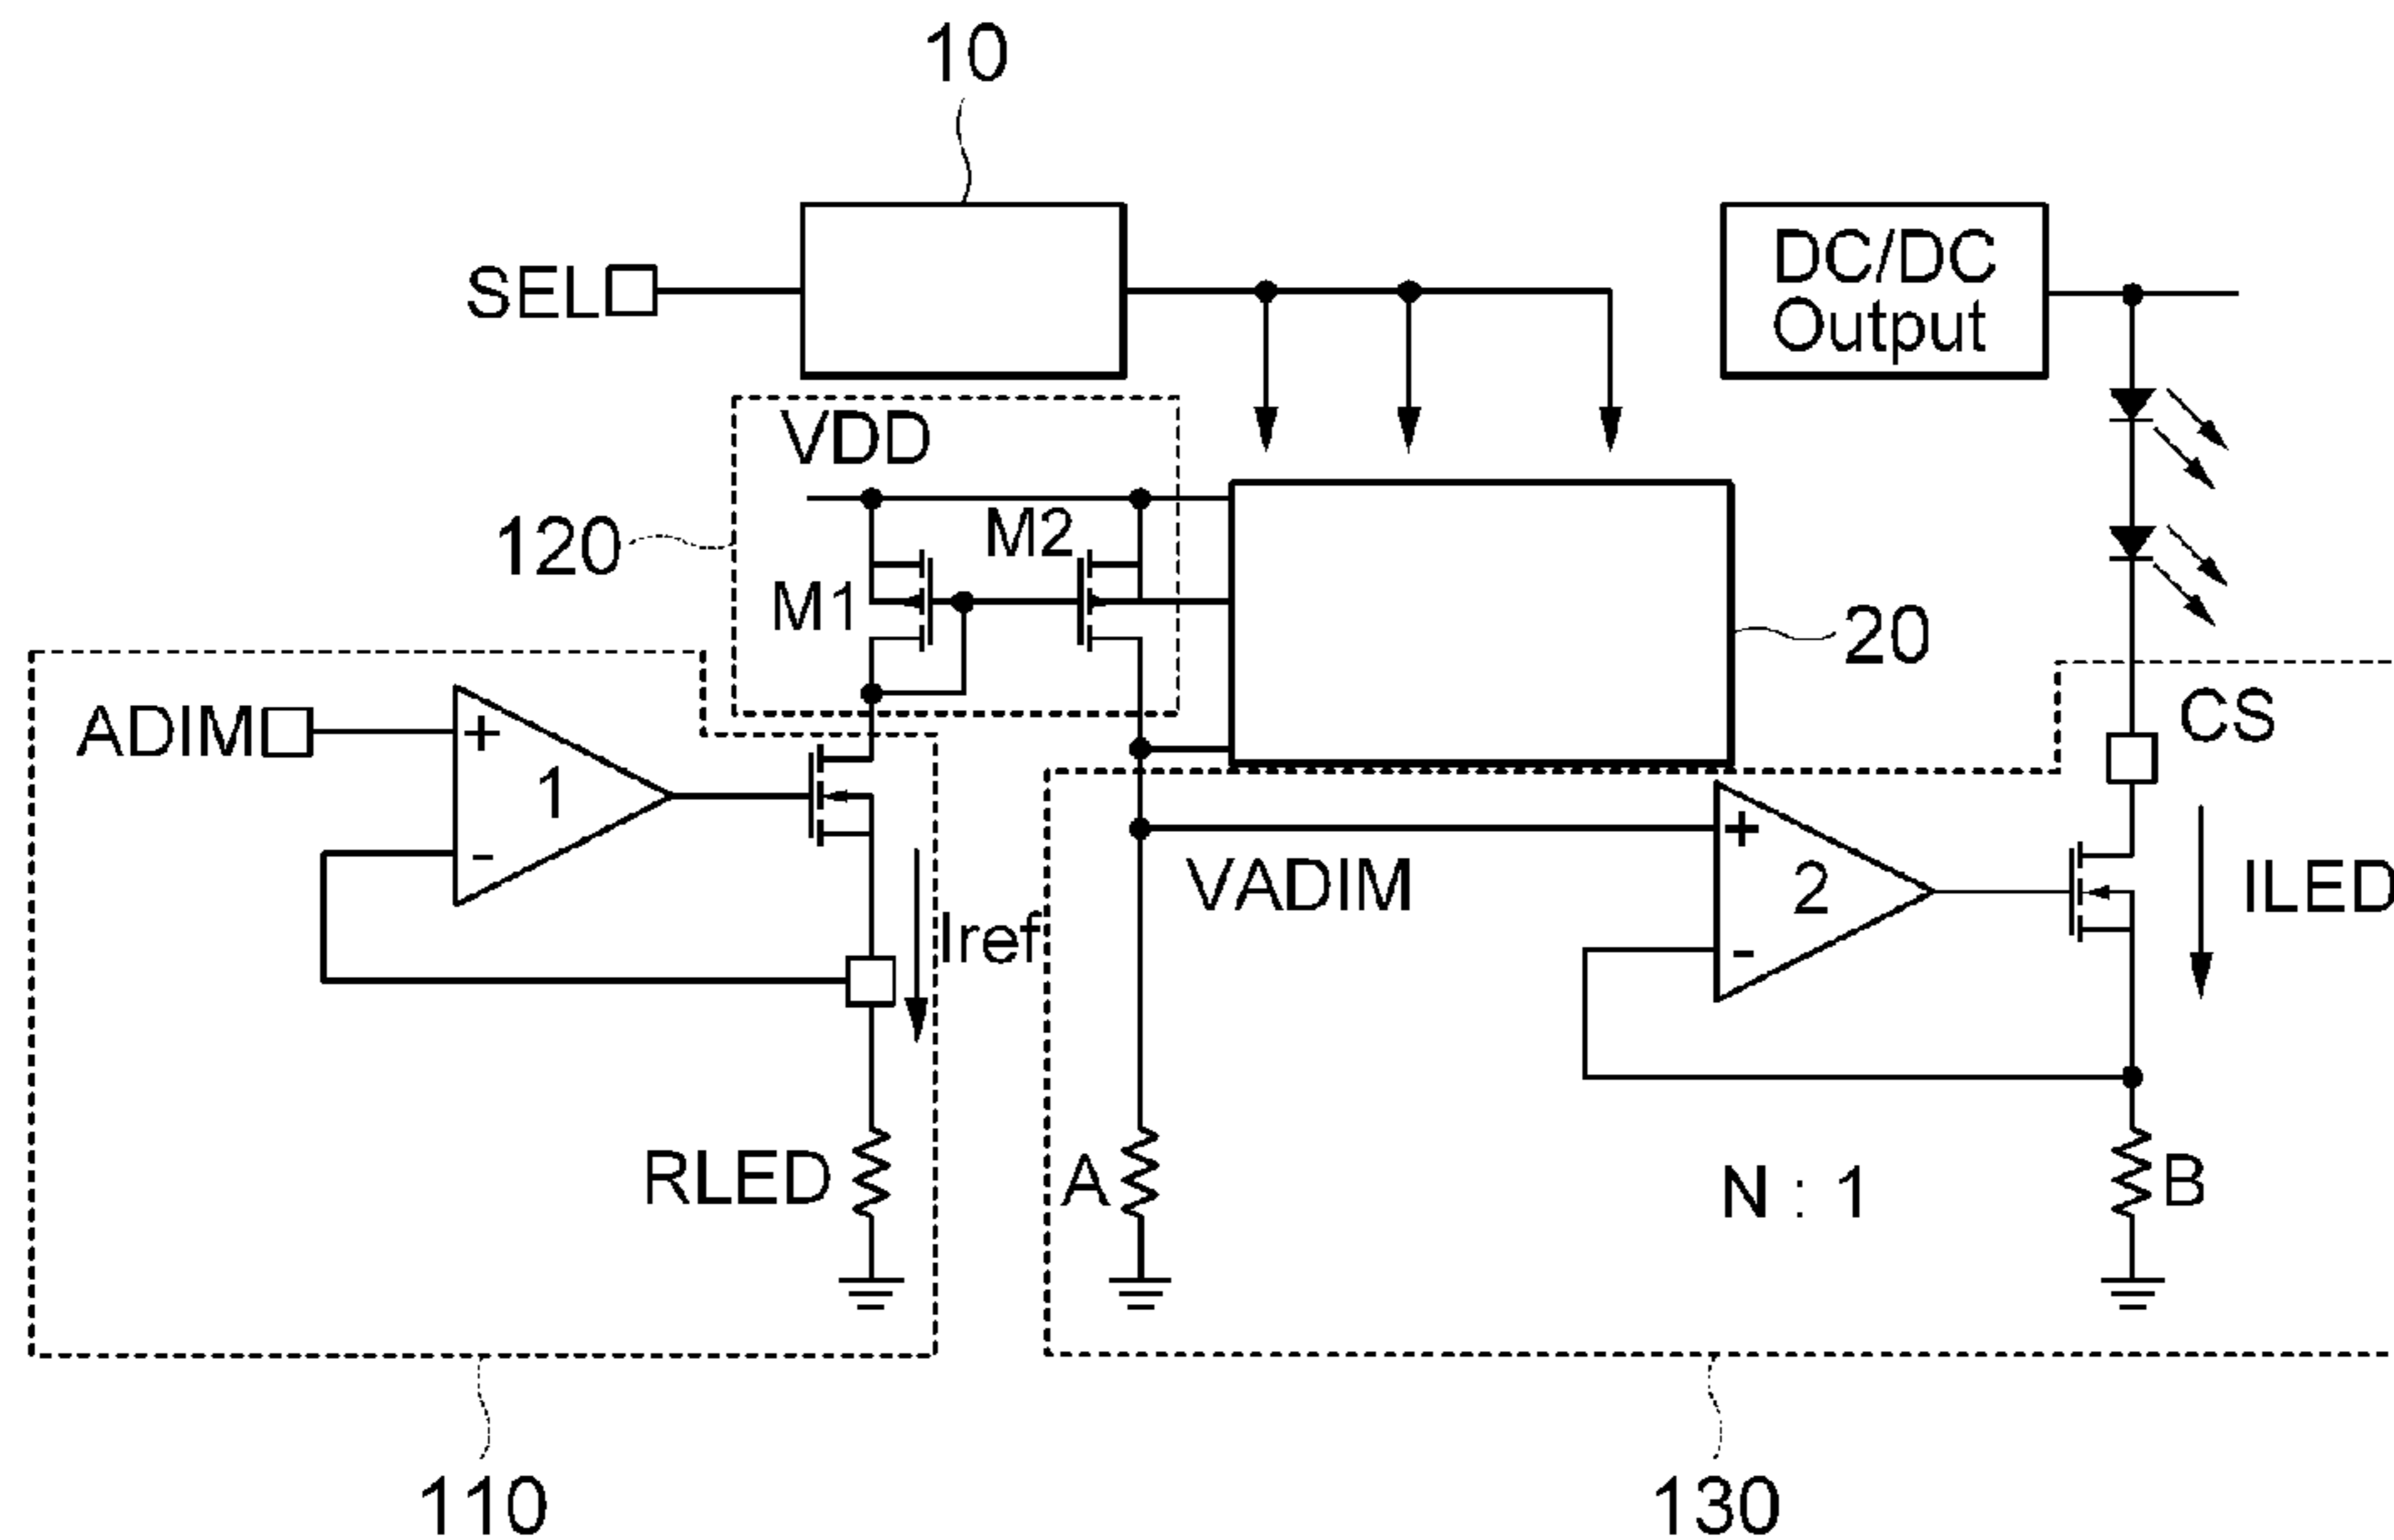 10
SEL
DC/DC
Output
VDD
M2
120
M1
20
ADIM
+
1
-
CS
+
VADIM
2
ILED
Iref
-
RLED
A
N : 1
B
110
130